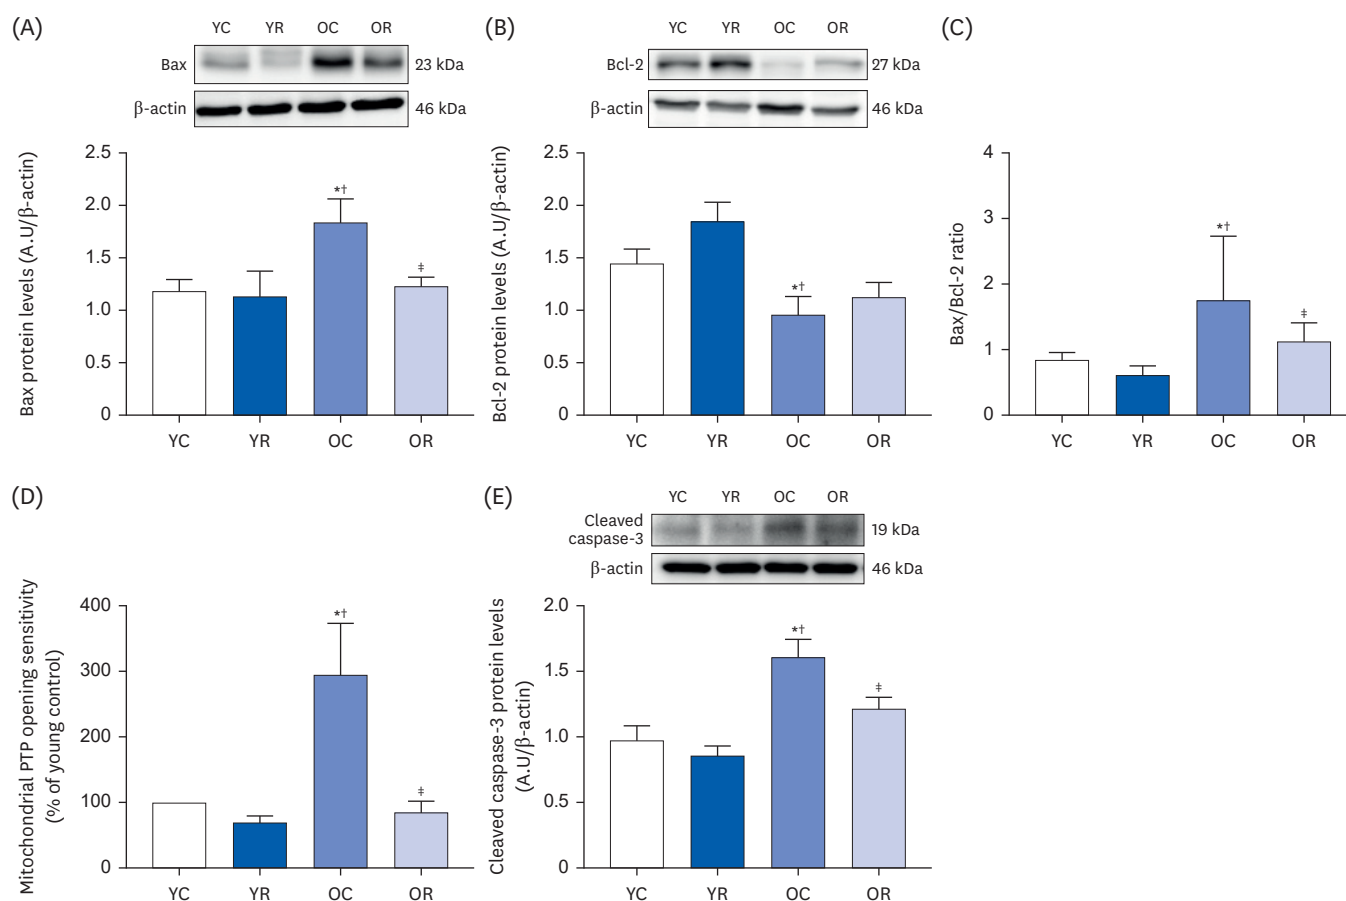 (A)
YC YR OC OR
Bax 23 kDa
β-actin 46 kDa
Bax protein levels (A.U/β-actin)
2.5
2.0
1.5
1.0
0.5
0
*†
‡
YC YR OC OR
(B)
YC YR OC OR
Bcl-2 27 kDa
β-actin 46 kDa
Bcl-2 protein levels (A.U/β-actin)
2.5
2.0
1.5
1.0
0.5
0
*†
YC YR OC OR
(C)
Bax/Bcl-2 ratio
4
3
2
1
0
*†
‡
YC YR OC OR
(D)
Mitochondrial PTP opening sensitivity
(% of young control)
400
300
200
100
0
*†
‡
YC YR OC OR
(E)
YC YR OC OR
Cleaved
caspase-3 19 kDa
β-actin 46 kDa
Cleaved caspase-3 protein levels
(A.U/β-actin)
2.0
1.5
1.0
0.5
0
*†
‡
YC YR OC OR